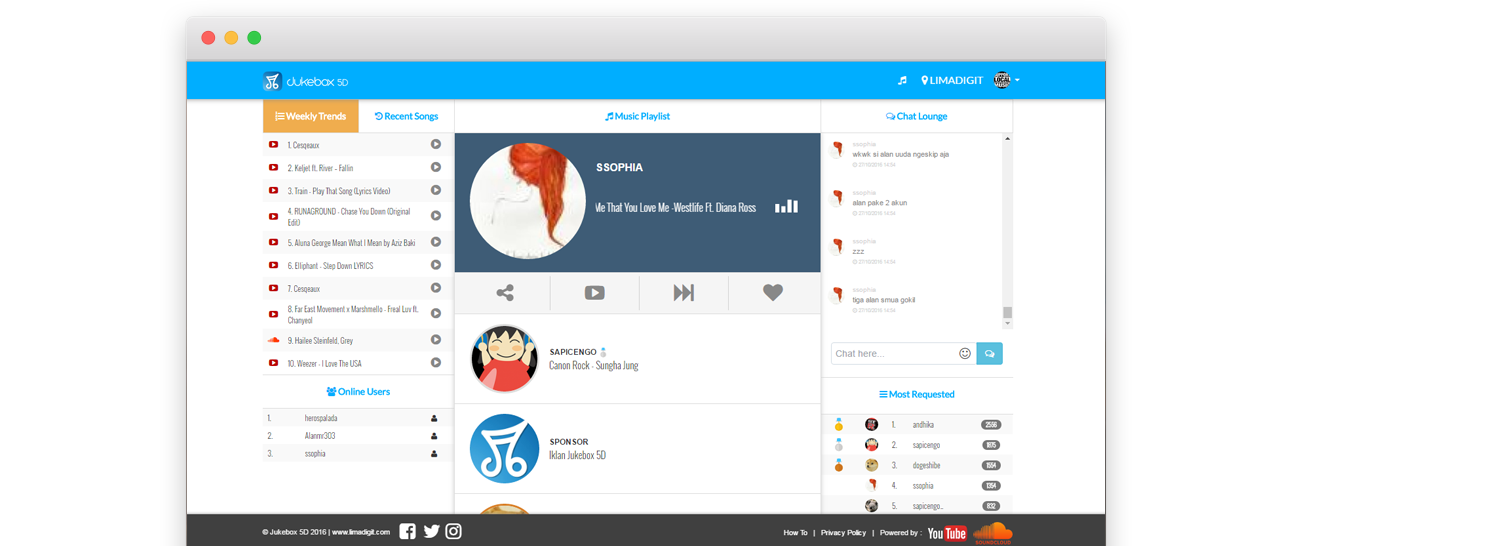 Jukebox 5D
LIMADIGIT
Weekly Trends
Recent Songs
1. Cesqeaux
2. Keljet ft. River - Fallin
3. Train - Play That Song (Lyrics Video)
4. RUNAGROUND - Chase You Down (Original
Edit)
5. Aluna George Mean What I Mean by Aziz Baki
6. Elliphant - Step Down LYRICS
7. Cesqeaux
8. Far East Movement x Marshmello - Freal Luv ft.
Chanyeol
9. Hailee Steinfeld, Grey
10. Weezer - I Love The USA
Online Users
1. herospalada
2. Alanmr303
3. ssophia
Music Playlist
SSOPHIA
Me That You Love Me -Westlife Ft. Diana Ross
SAPICENGO
Canon Rock - Sungha Jung
SPONSOR
Iklan Jukebox 5D
Chat Lounge
ssophia
wkwk si alan uuda ngeskip aja
27/10/2016 14:34
ssophia
alan pake 2 akun
27/10/2016 14:34
ssophia
zzz
27/10/2016 14:34
ssophia
tiga alan smua gokil
27/10/2016 14:34
Chat here...
Most Requested
1. andhika 2586
2. sapicengo 1875
3. dogeshibe 1554
4. ssophia 1354
5. sapicengo.. 832
© Jukebox 5D 2016 | www.limadigit.com
How To | Privacy Policy | Powered by :
YouTube
SOUNDCLOUD